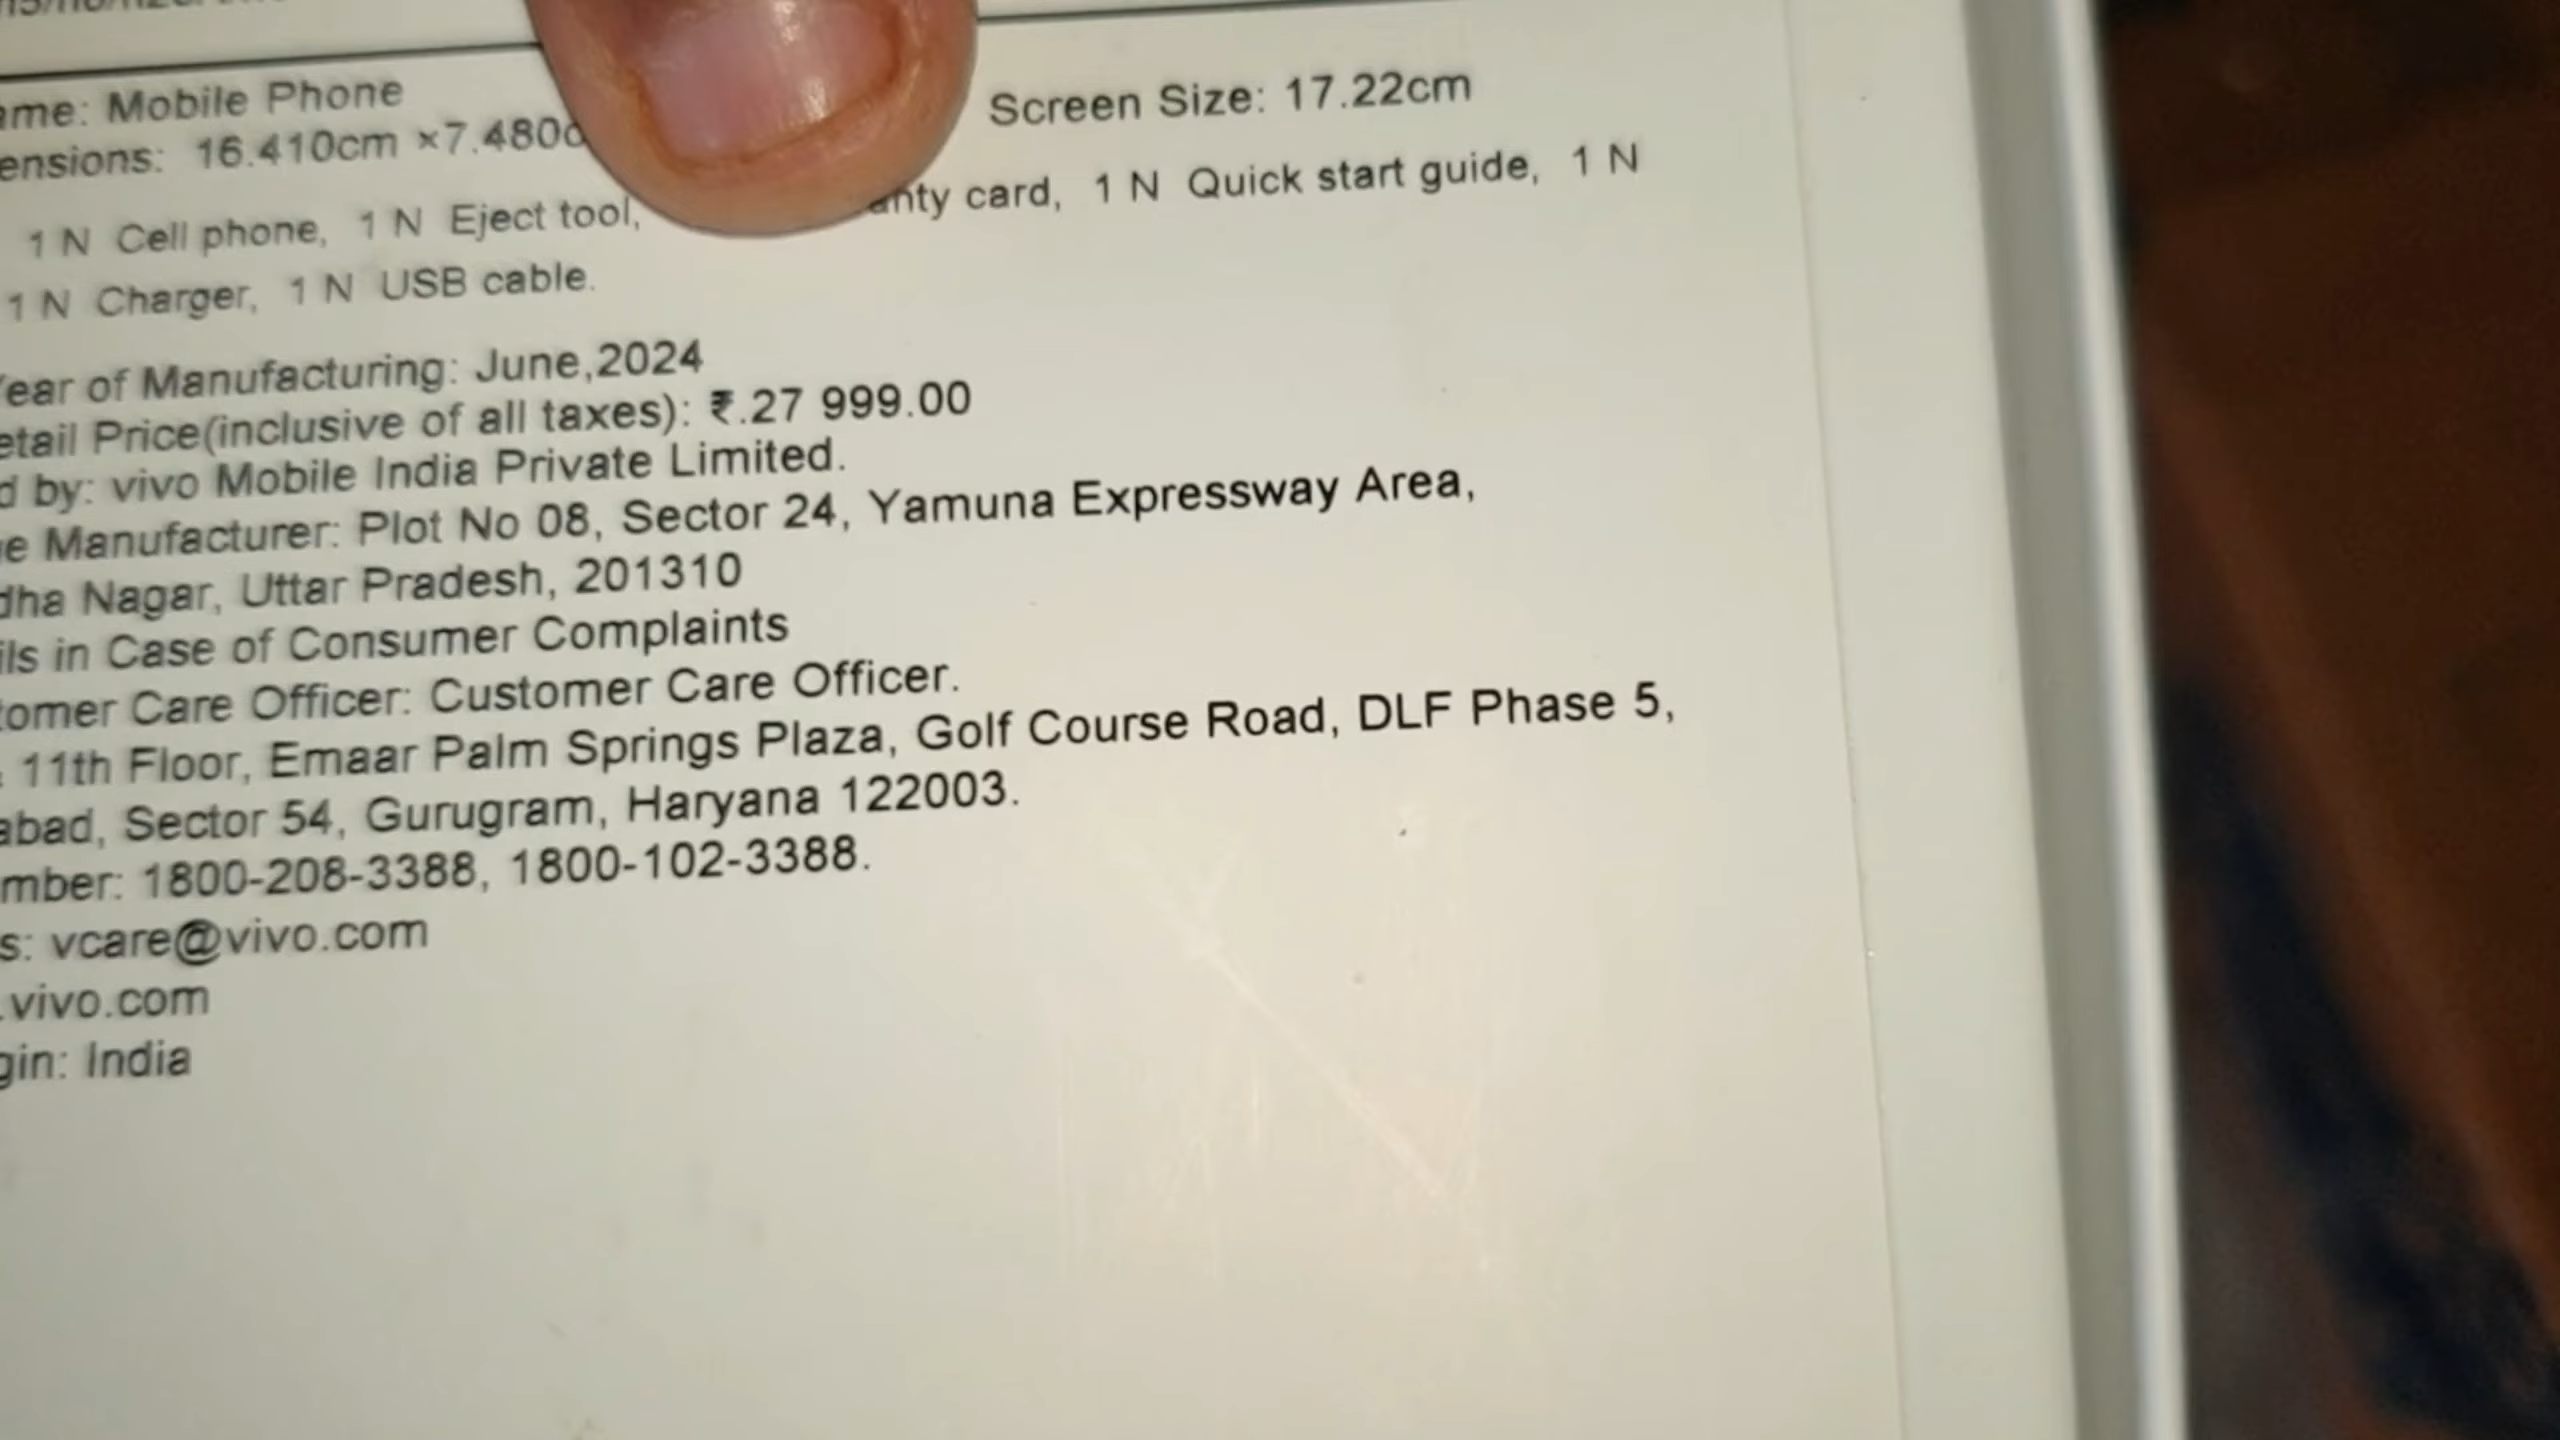 ame: Mobile Phone
ensions: 16.410cm ×7.480c
Screen Size: 17.22cm
1 N Cell phone, 1 N Eject tool, anty card, 1 N Quick start guide, 1 N
1 N Charger, 1 N USB cable.
Year of Manufacturing: June,2024
etail Price(inclusive of all taxes): ₹.27 999.00
d by: vivo Mobile India Private Limited.
e Manufacturer: Plot No 08, Sector 24, Yamuna Expressway Area,
dha Nagar, Uttar Pradesh, 201310
ils in Case of Consumer Complaints
tomer Care Officer: Customer Care Officer.
11th Floor, Emaar Palm Springs Plaza, Golf Course Road, DLF Phase 5,
abad, Sector 54, Gurugram, Haryana 122003.
mber: 1800-208-3388, 1800-102-3388.
s: vcare@vivo.com
.vivo.com
gin: India